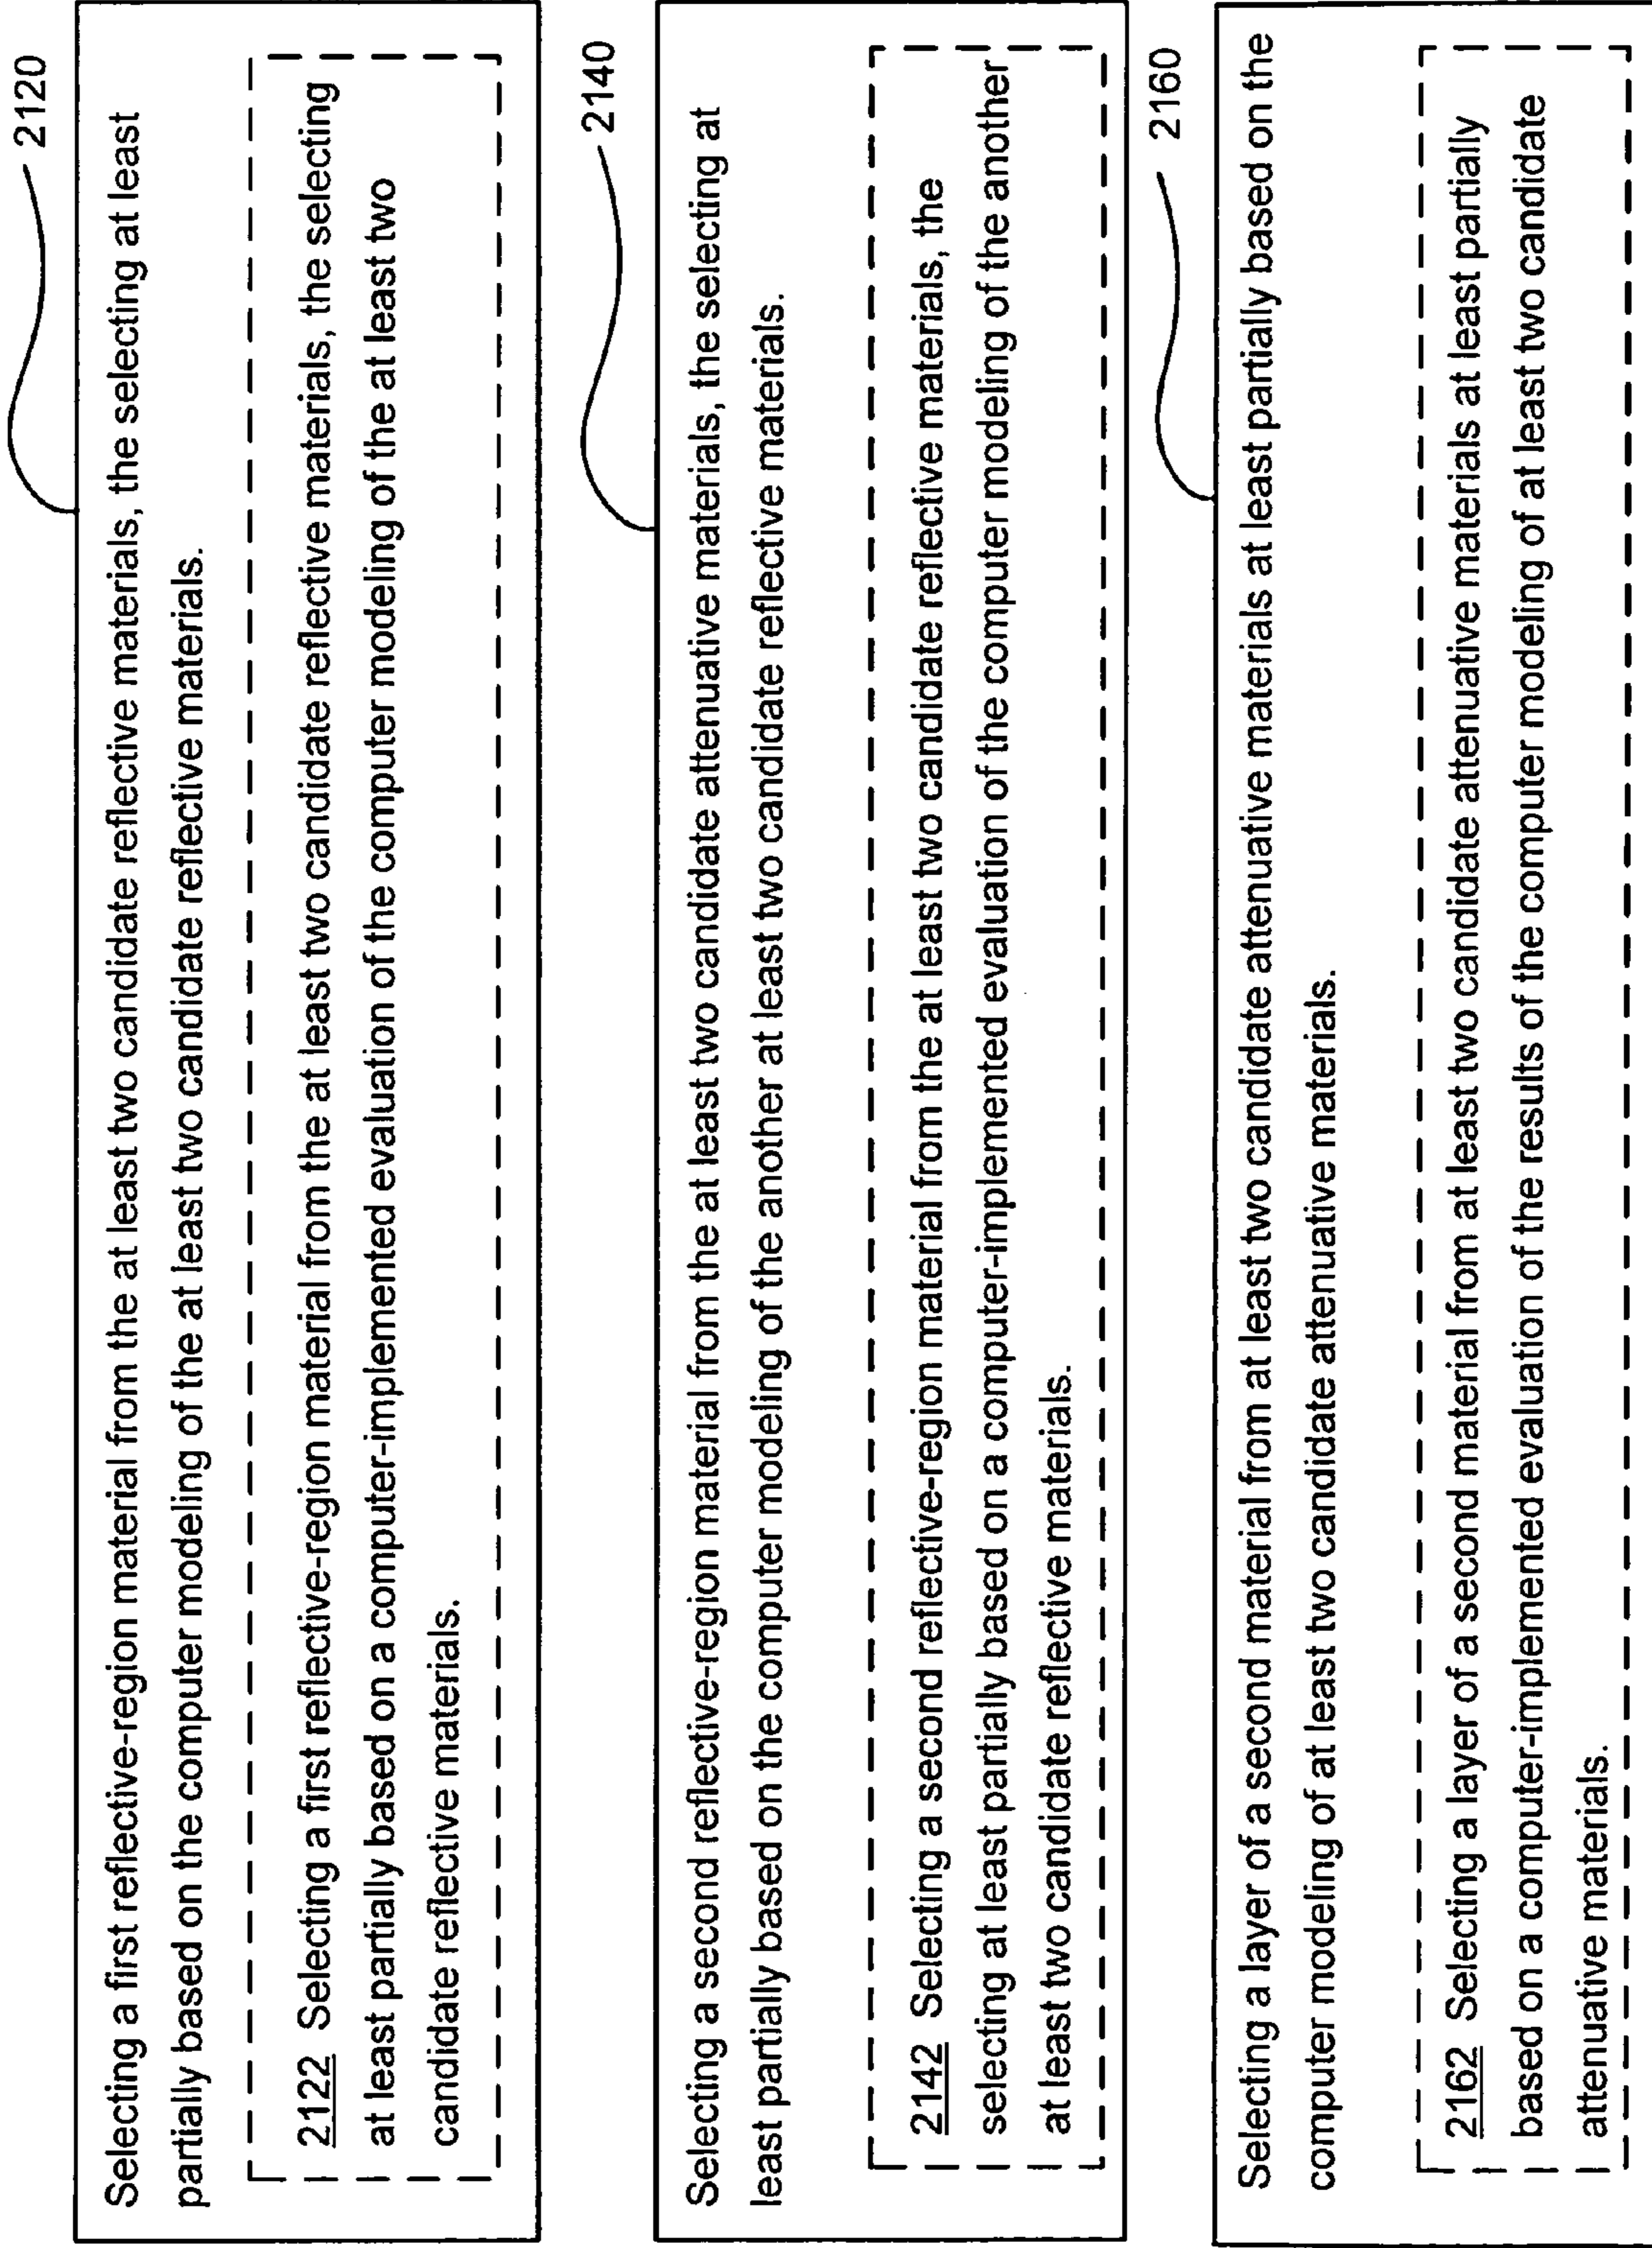 2120
Selecting a first reflective-region material from the at least two candidate reflective materials, the selecting at least
partially based on the computer modeling of the at least two candidate reflective materials.
2122 Selecting a first reflective-region material from the at least two candidate reflective materials, the selecting
at least partially based on a computer-implemented evaluation of the computer modeling of the at least two
candidate reflective materials.
2140
Selecting a second reflective-region material from the at least two candidate attenuative materials, the selecting at
least partially based on the computer modeling of the another at least two candidate reflective materials.
2142 Selecting a second reflective-region material from the at least two candidate reflective materials, the
selecting at least partially based on a computer-implemented evaluation of the computer modeling of the another
at least two candidate reflective materials.
2160
Selecting a layer of a second material from at least two candidate attenuative materials at least partially based on the
computer modeling of at least two candidate attenuative materials.
2162 Selecting a layer of a second material from at least two candidate attenuative materials at least partially
based on a computer-implemented evaluation of the results of the computer modeling of at least two candidate
attenuative materials.